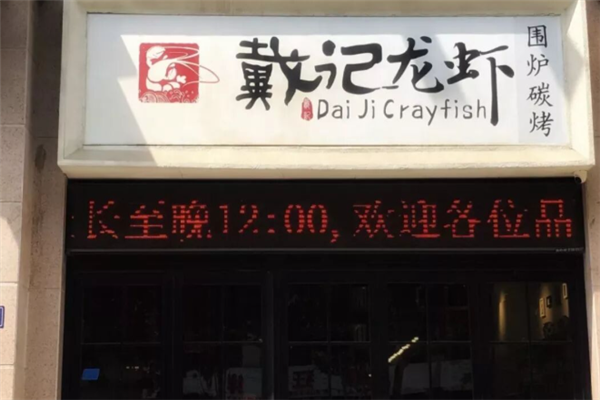 戴记龙虾
Dai Ji Crayfish
围炉碳烤
长至晚12:00,欢迎各位品